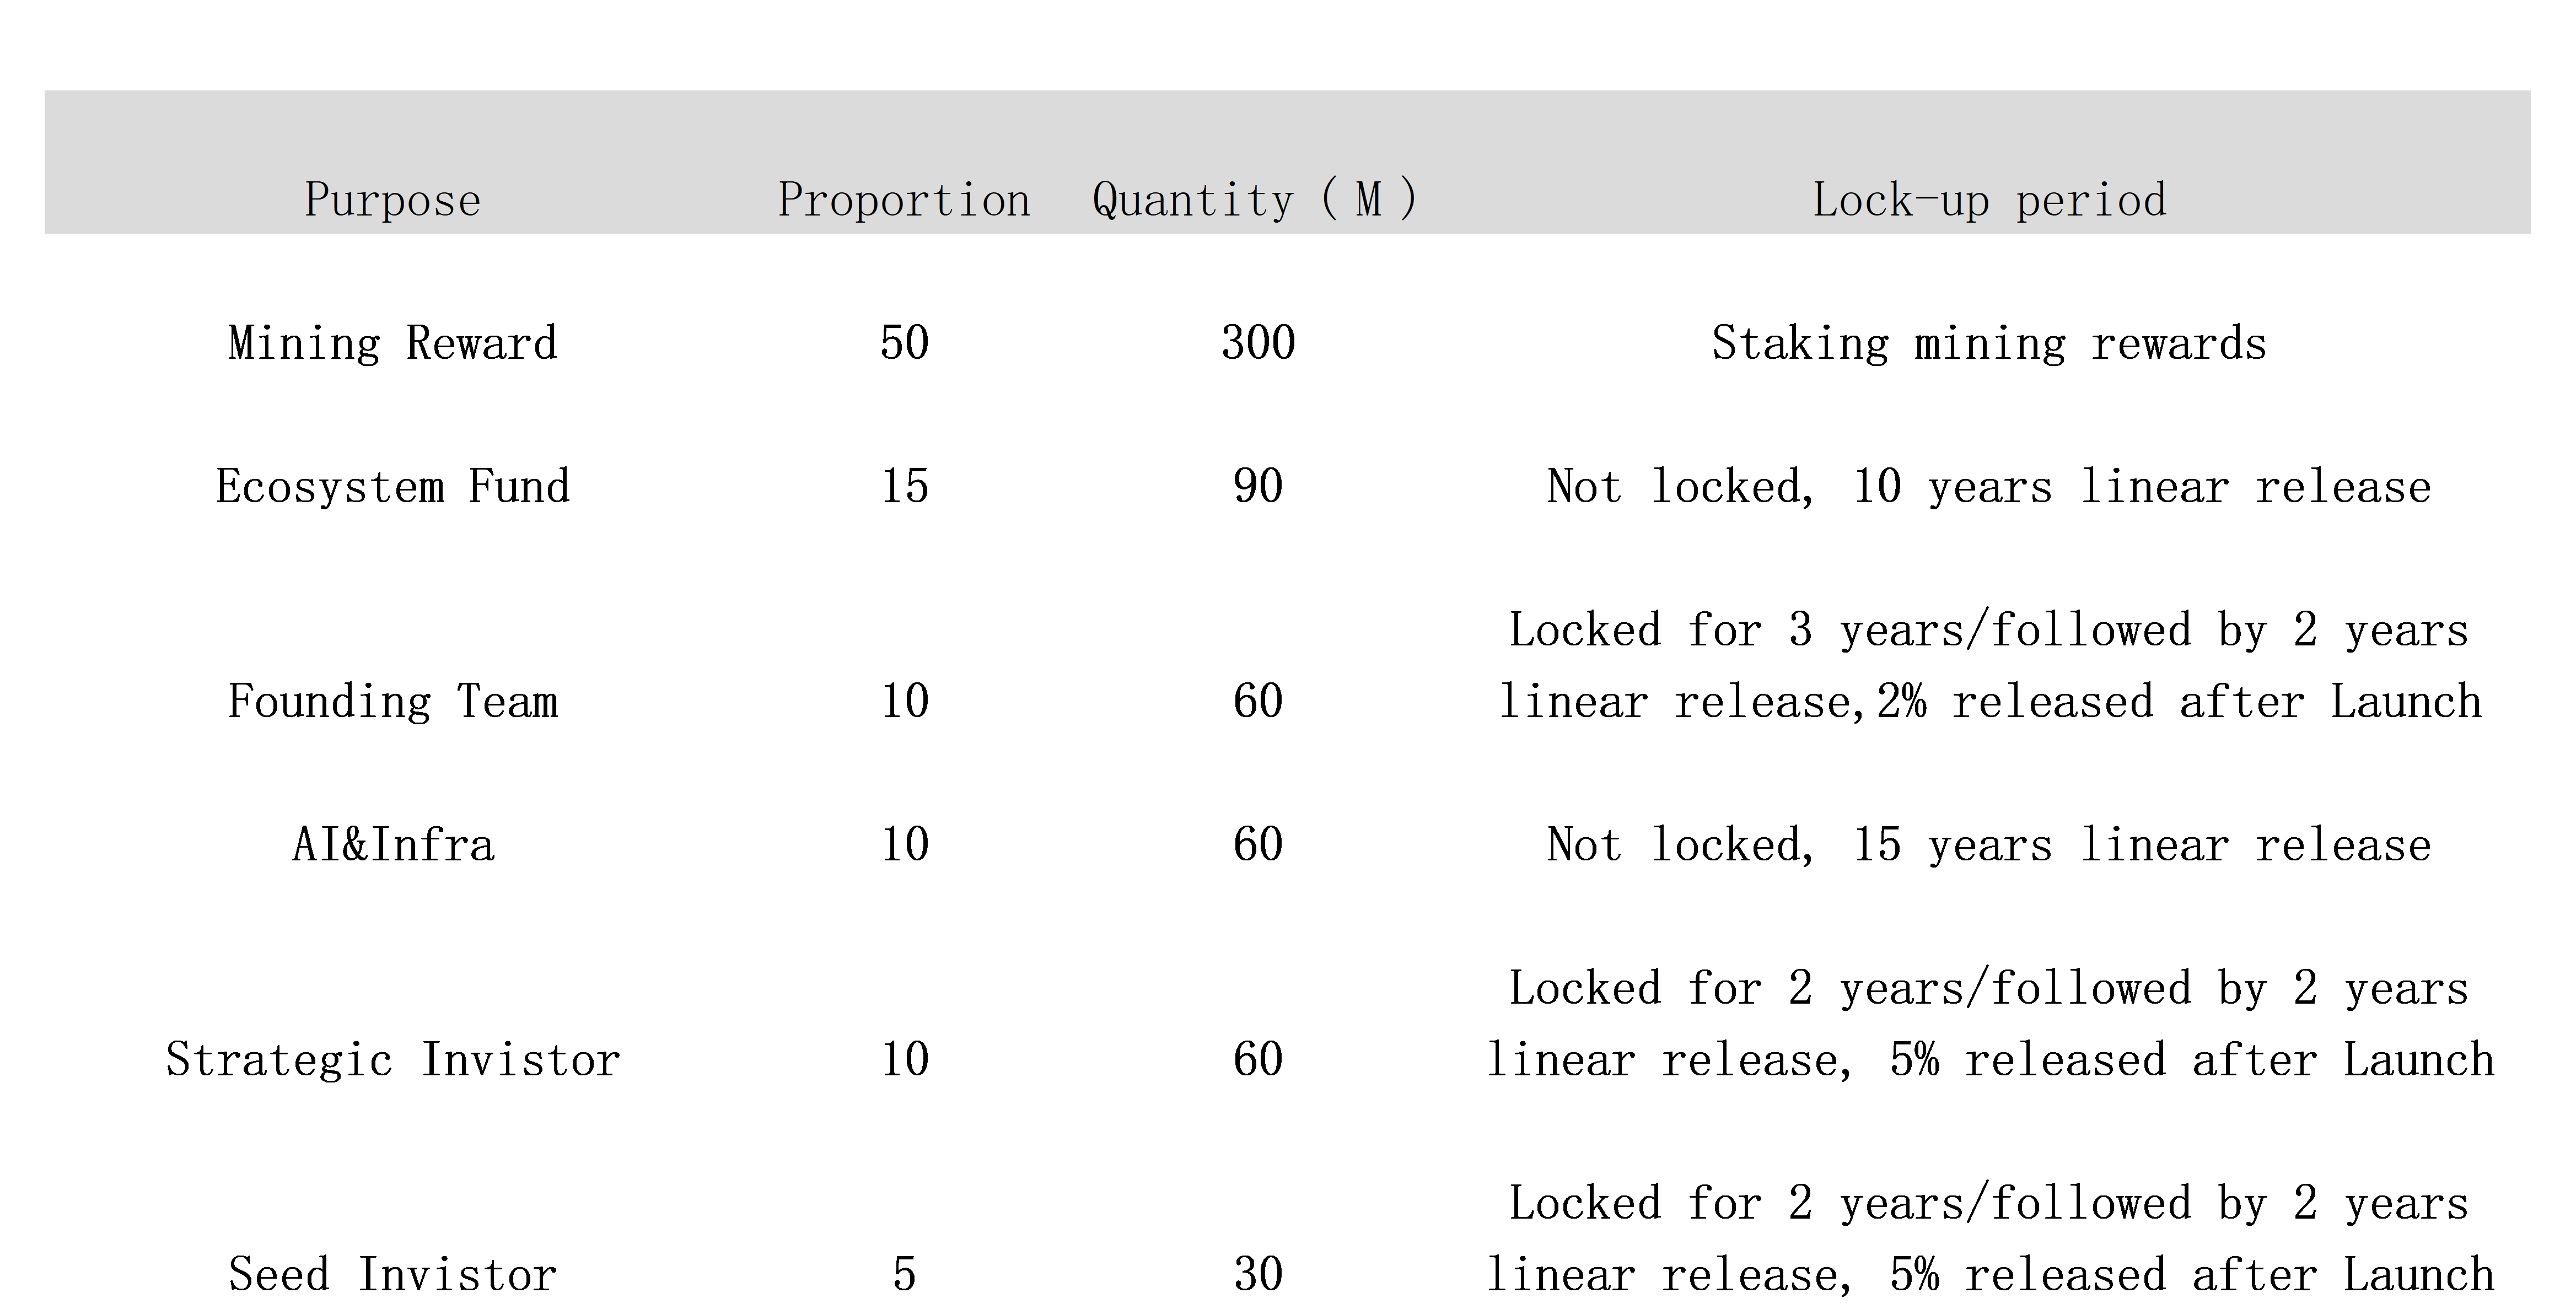 Purpose Proportion Quantity（M） Lock-up period
Mining Reward 50 300 Staking mining rewards
Ecosystem Fund 15 90 Not locked, 10 years linear release
Locked for 3 years/followed by 2 years
Founding Team 10 60 linear release,2% released after Launch
AI&Infra 10 60 Not locked, 15 years linear release
Locked for 2 years/followed by 2 years
Strategic Invistor 10 60 linear release, 5% released after Launch
Locked for 2 years/followed by 2 years
Seed Invistor 5 30 linear release, 5% released after Launch